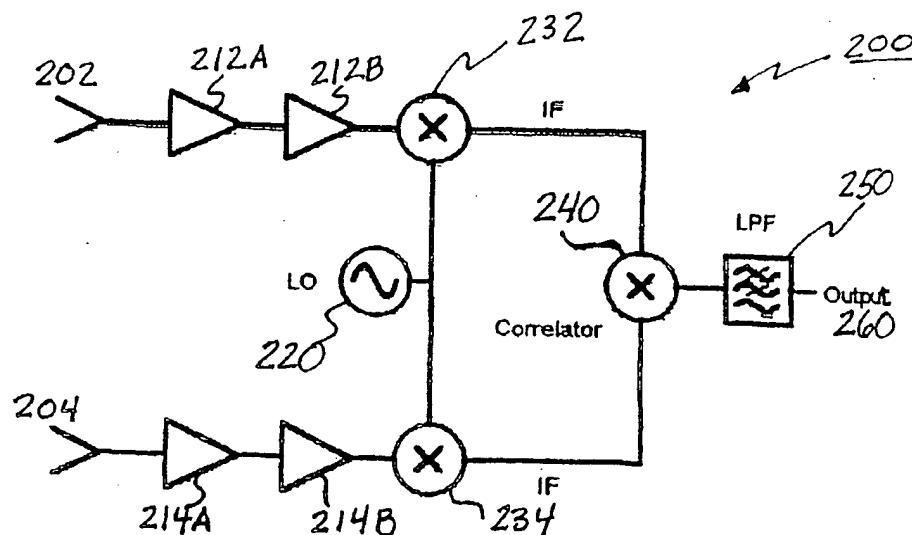 232
200
202
212A
212B
IF
240
250
LPF
LO
Output
260
Correlator
220
204
IF
214A
214B
234